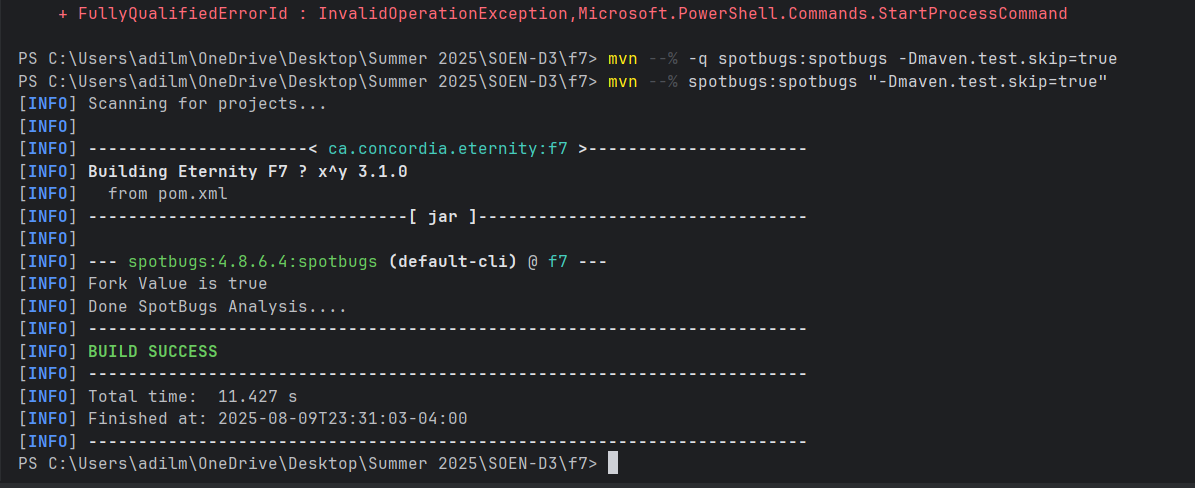 + FullyQualifiedErrorId : InvalidOperationException,Microsoft.PowerShell.Commands.StartProcessCommand
PS C:\Users\adilm\OneDrive\Desktop\Summer 2025\SOEN-D3\f7> mvn --% -q spotbugs:spotbugs -Dmaven.test.skip=true
PS C:\Users\adilm\OneDrive\Desktop\Summer 2025\SOEN-D3\f7> mvn --% spotbugs:spotbugs "-Dmaven.test.skip=true"
[INFO] Scanning for projects...
[INFO]
[INFO] ----------------------< ca.concordia.eternity:f7 >----------------------
[INFO] Building Eternity F7 ? x^y 3.1.0
[INFO]   from pom.xml
[INFO] --------------------------------[ jar ]---------------------------------
[INFO]
[INFO] --- spotbugs:4.8.6.4:spotbugs (default-cli) @ f7 ---
[INFO] Fork Value is true
[INFO] Done SpotBugs Analysis....
[INFO] ------------------------------------------------------------------------
[INFO] BUILD SUCCESS
[INFO] ------------------------------------------------------------------------
[INFO] Total time:  11.427 s
[INFO] Finished at: 2025-08-09T23:31:03-04:00
[INFO] ------------------------------------------------------------------------
PS C:\Users\adilm\OneDrive\Desktop\Summer 2025\SOEN-D3\f7>